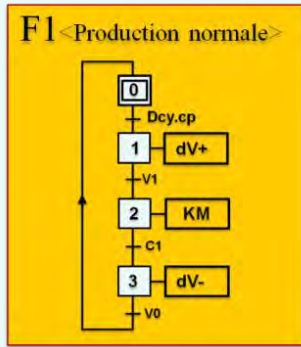 F1<Production normale>
0
Dcy.cp
1 dV+
V1
2 KM
C1
3 dV-
V0